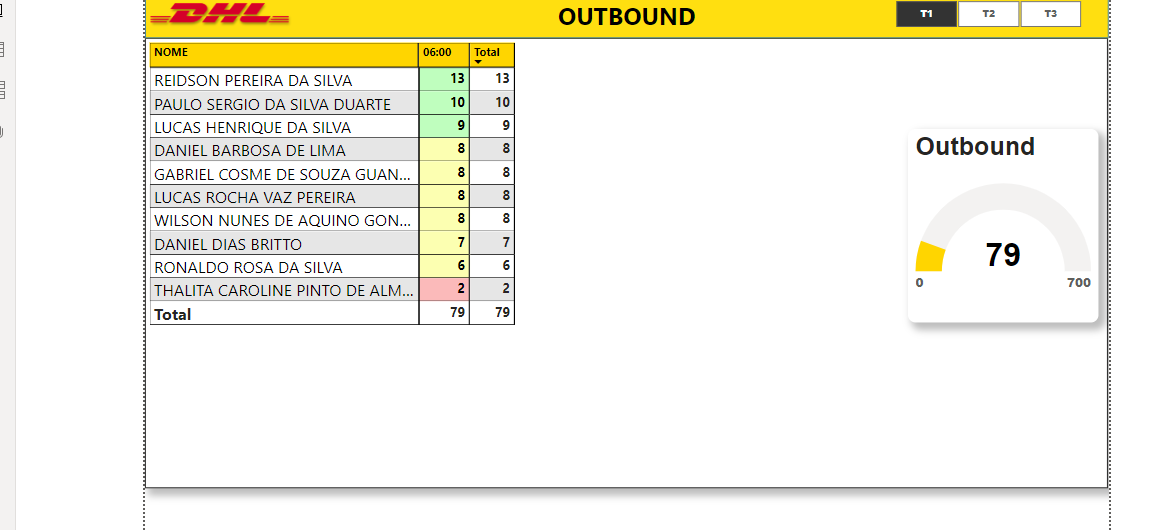 DHL
OUTBOUND
T1 T2 T3
NOME 06:00 Total
REIDSON PEREIRA DA SILVA 13 13
PAULO SERGIO DA SILVA DUARTE 10 10
LUCAS HENRIQUE DA SILVA 9 9
DANIEL BARBOSA DE LIMA 8 8
GABRIEL COSME DE SOUZA GUAN... 8 8
LUCAS ROCHA VAZ PEREIRA 8 8
WILSON NUNES DE AQUINO GON... 8 8
DANIEL DIAS BRITTO 7 7
RONALDO ROSA DA SILVA 6 6
THALITA CAROLINE PINTO DE ALM... 2 2
Total 79 79
Outbound
79
0 700